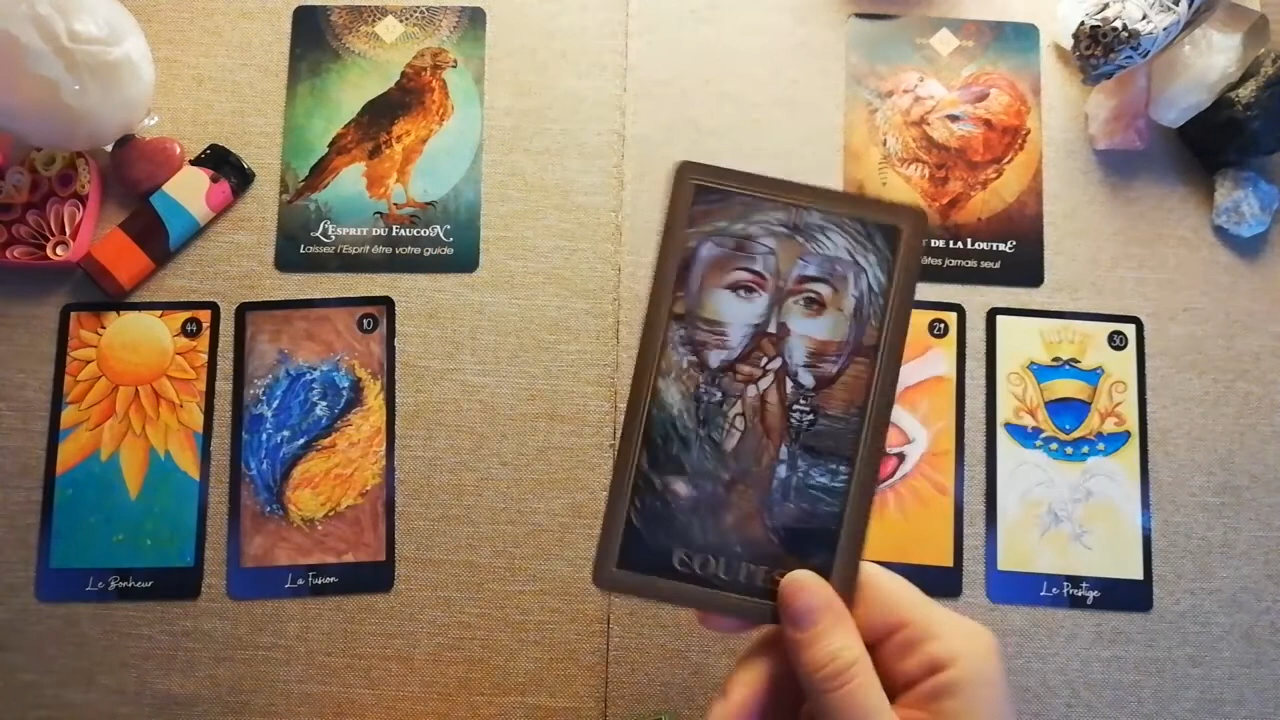 L'Esprit du Faucon
Laissez l'Esprit être votre guide
de la Loutre
êtes jamais seul
44
10
21
30
Le Bonheur
La Fusion
COUPES
Le Prestige